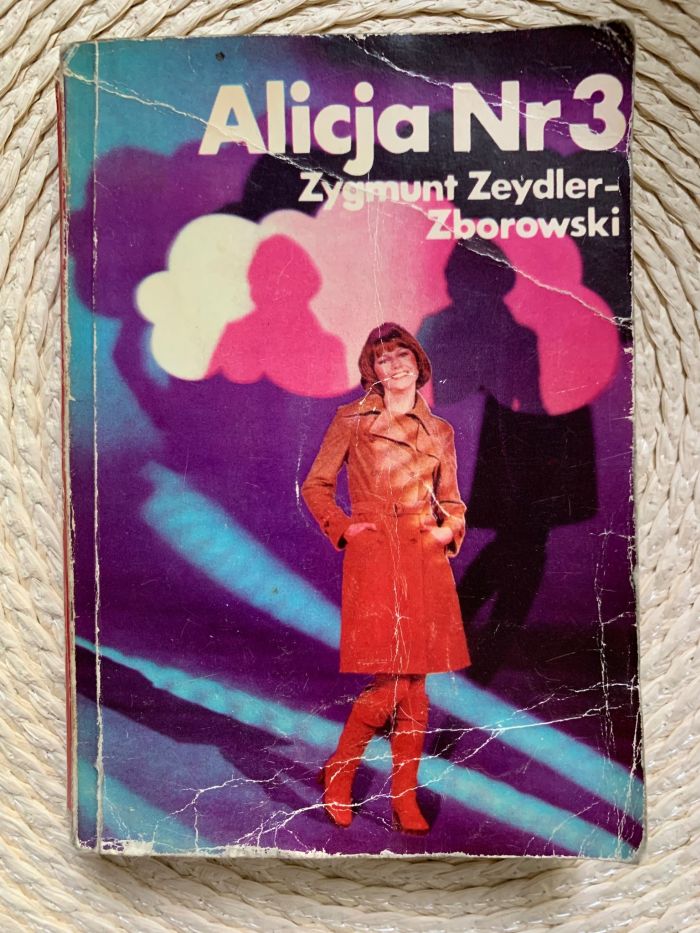 Alicja Nr 3
Zygmunt Zeydler-
Zborowski